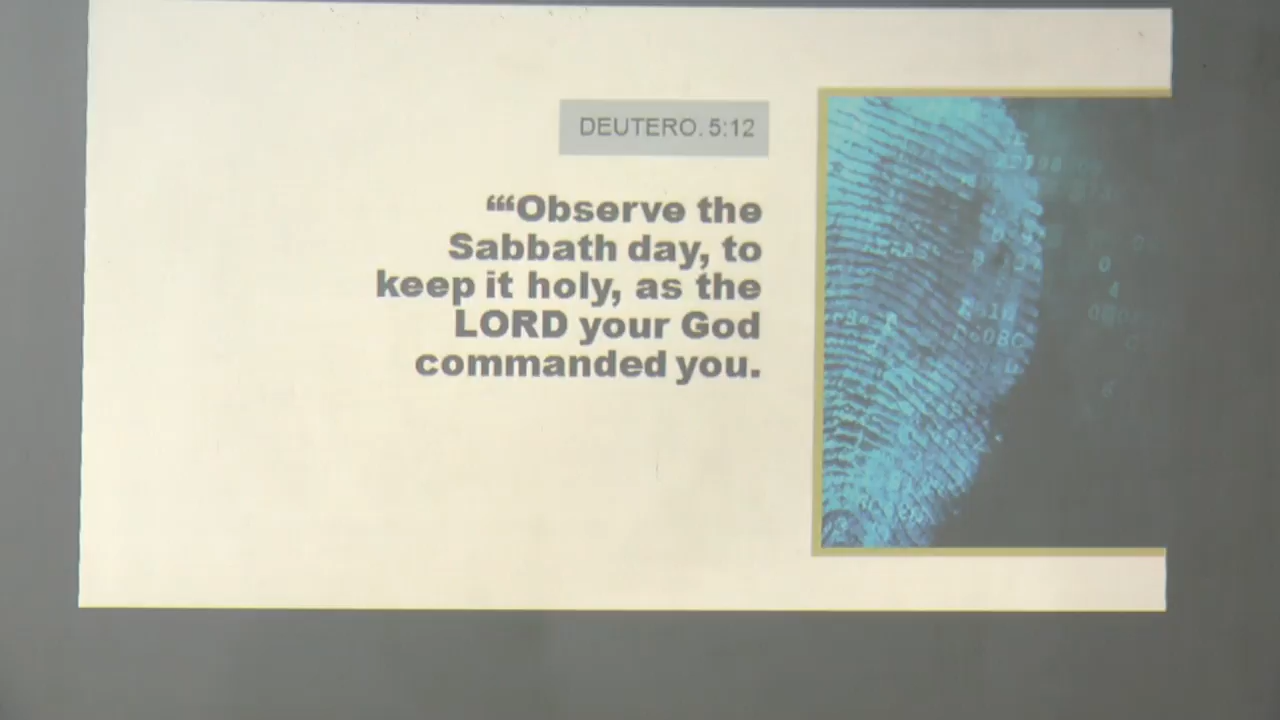 DEUTERO. 5:12
“‘“Observe the
Sabbath day, to
keep it holy, as the
LORD your God
commanded you.